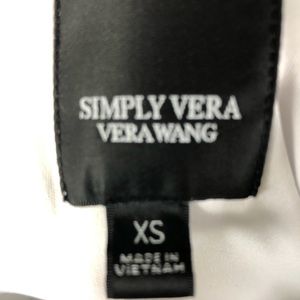 SIMPLY VERA
VERA WANG
XS
MADE IN
VIETNAM